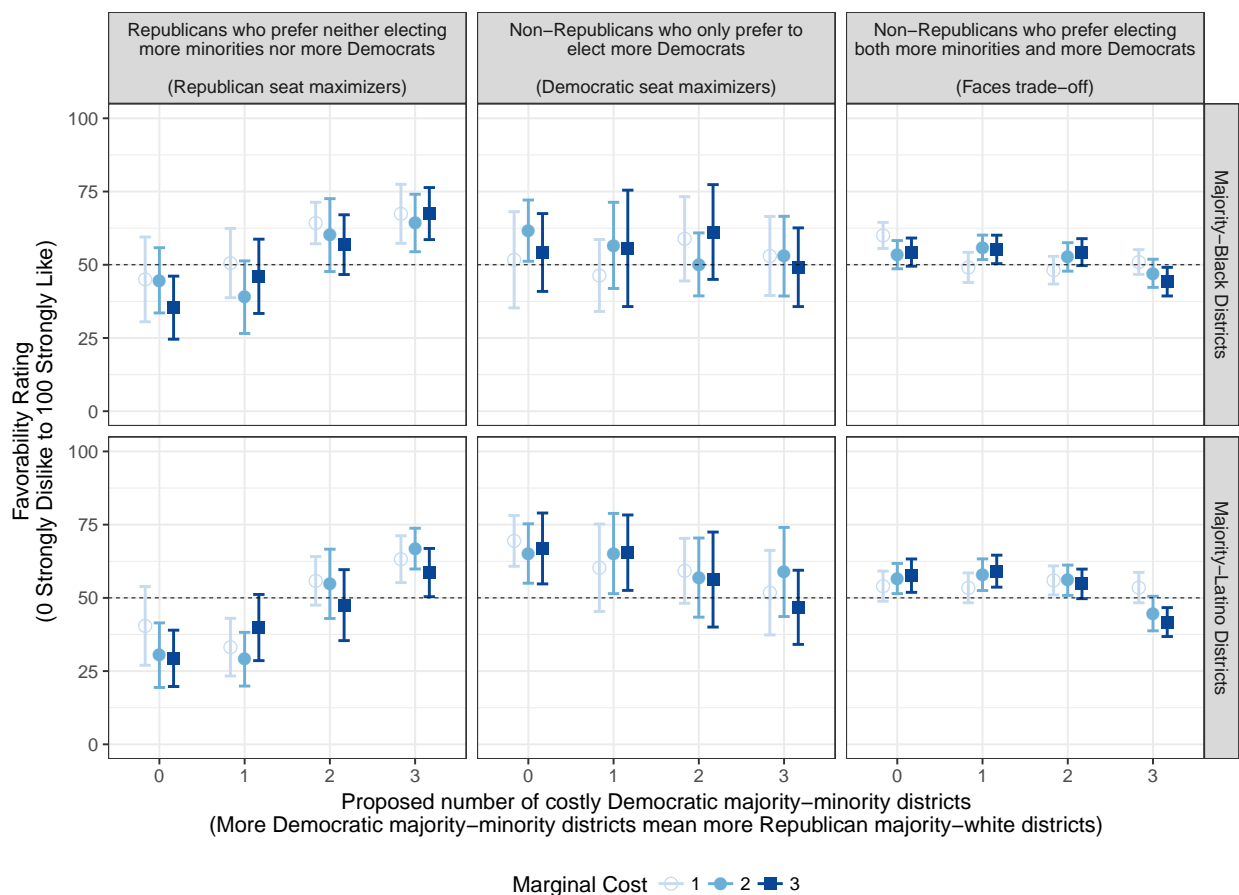 Republicans who prefer neither electing
more minorities nor more Democrats
(Republican seat maximizers)
Non−Republicans who only prefer to
elect more Democrats
(Democratic seat maximizers)
Non−Republicans who prefer electing
both more minorities and more Democrats
(Faces trade−off)
Favorability Rating
(0 Strongly Dislike to 100 Strongly Like)
100
75
50
25
0
Majority−Black Districts
100
75
50
25
0
Majority−Latino Districts
0 1 2 3 0 1 2 3 0 1 2 3
Proposed number of costly Democratic majority−minority districts
(More Democratic majority−minority districts mean more Republican majority−white districts)
Marginal Cost 1 2 3